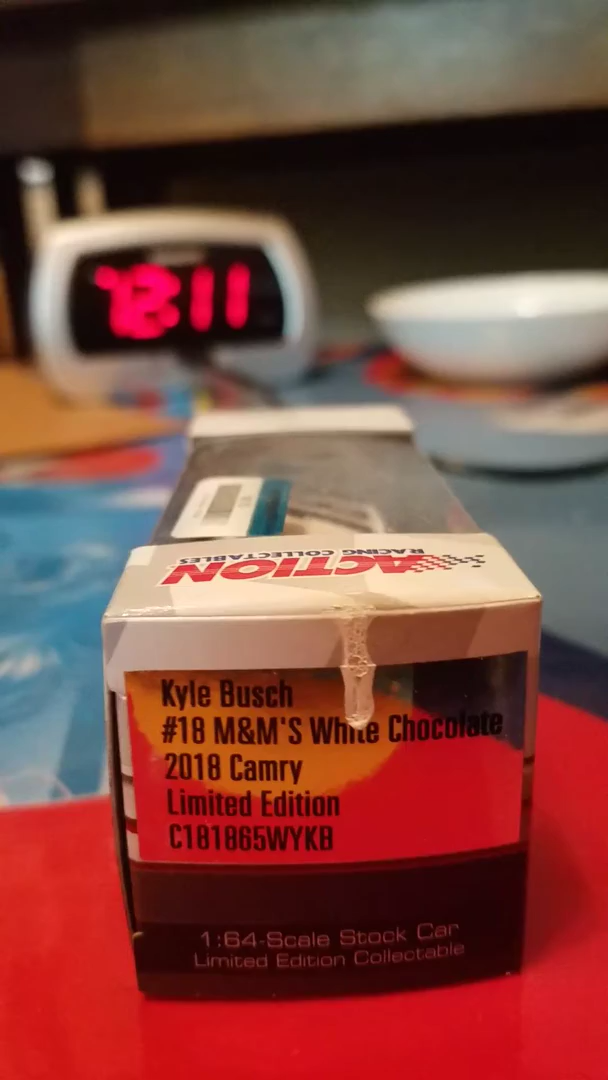 12:11
ACTION
RACING COLLECTABLES
Kyle Busch
#18 M&M'S White Chocolate
2018 Camry
Limited Edition
C181865WYKB
1:64-Scale Stock Car
Limited Edition Collectable